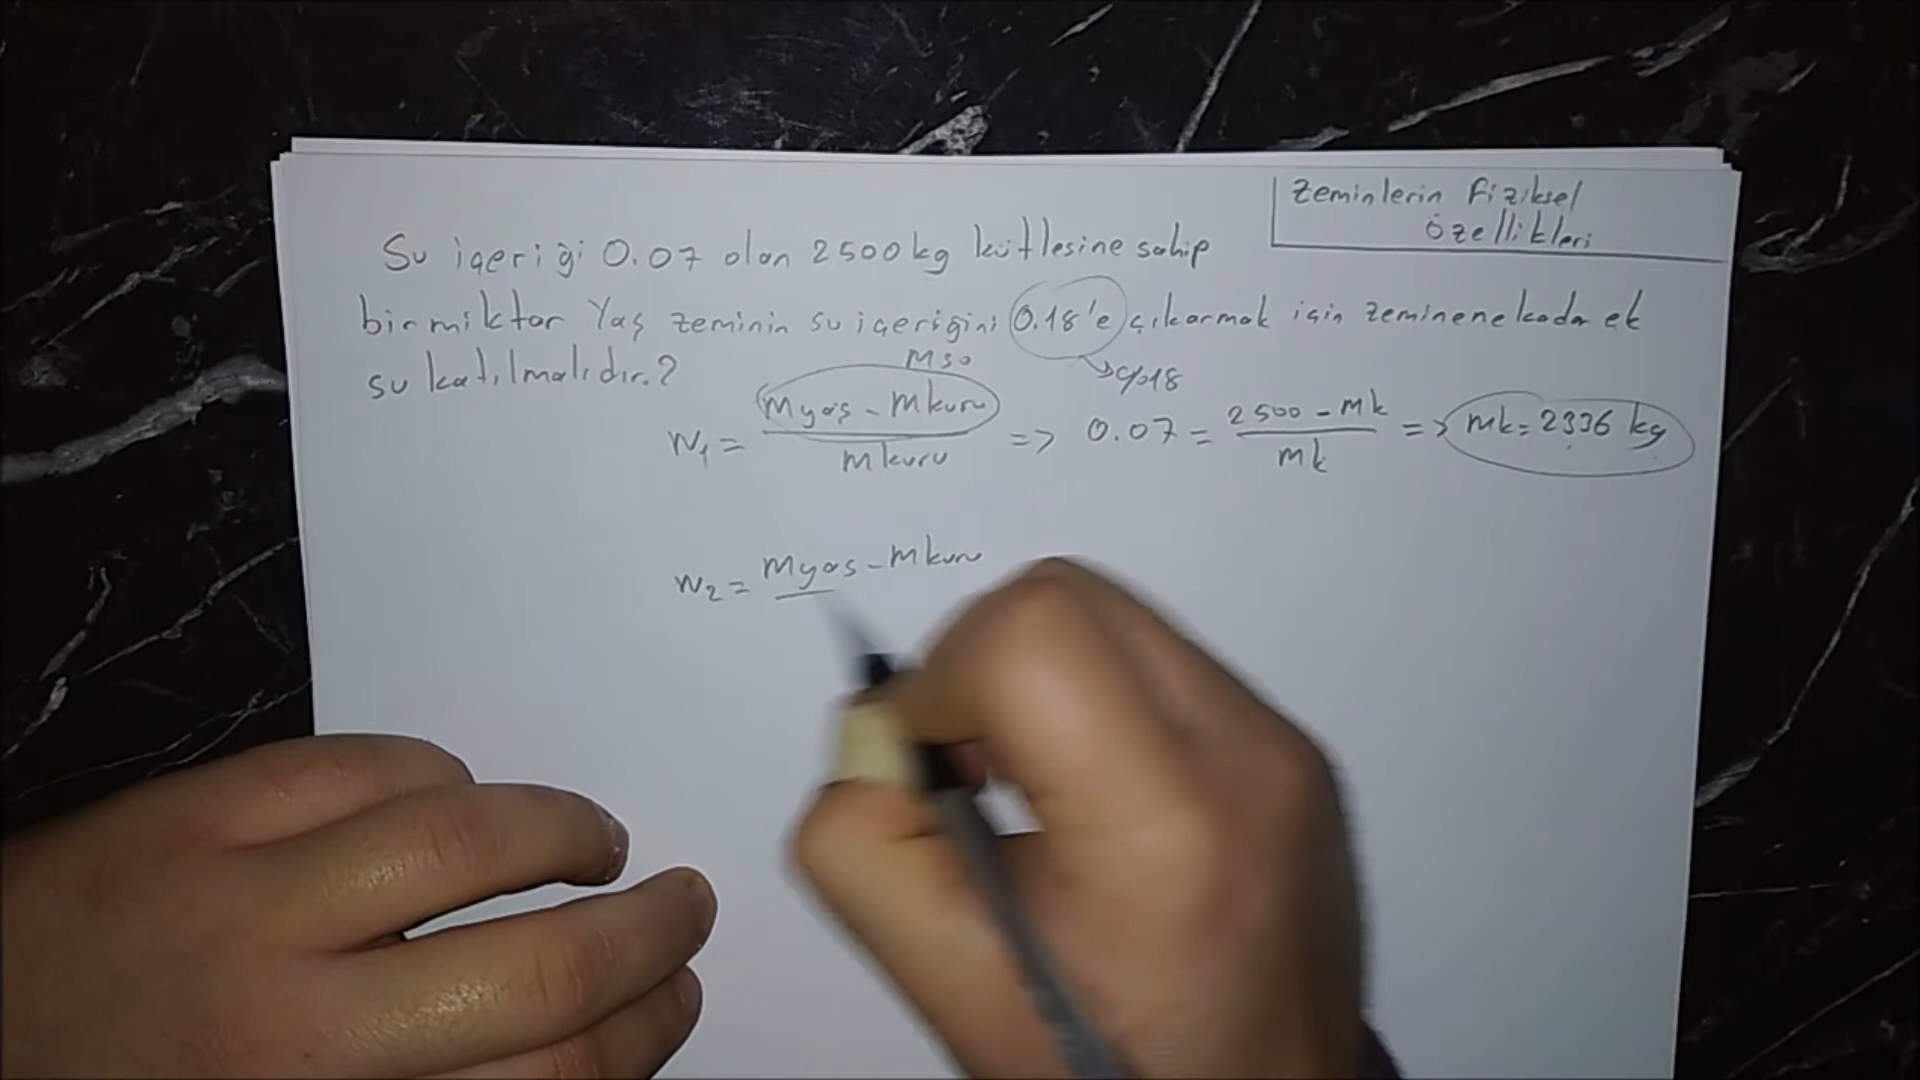 Zeminlerin Fiziksel
Özellikleri
Su içeriği 0.07 olan 2500 kg kütlesine sahip
bir miktar Yaş zeminin su içeriğini 0.18'e çıkarmak için zemine ne kadar ek
su katılmalıdır.?
Msu
%18
W1 = (Myaş - Mkuru) / Mkuru => 0.07 = (2500 - Mk) / Mk => mk = 2336 kg
W2 = Myaş - Mkuru